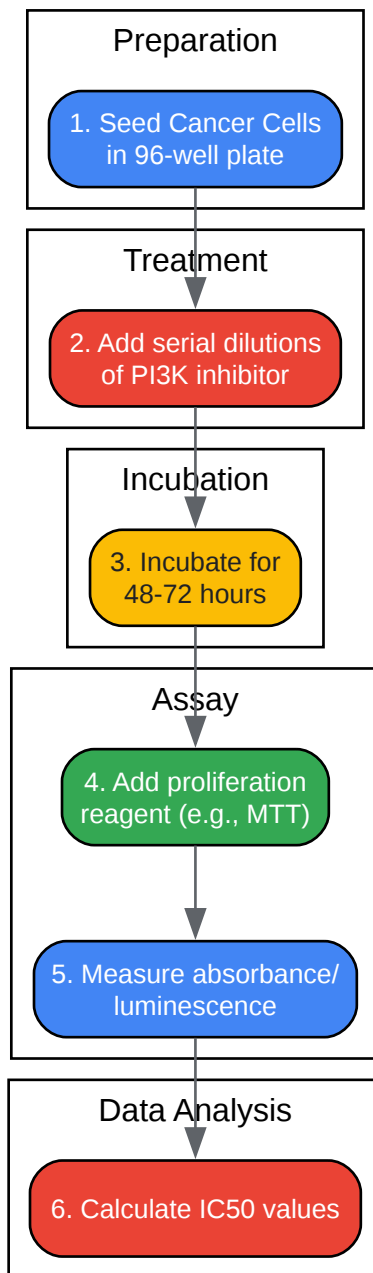 Preparation
1. Seed Cancer Cells
in 96-well plate
Treatment
2. Add serial dilutions
of PI3K inhibitor
Incubation
3. Incubate for
48-72 hours
Assay
4. Add proliferation
reagent (e.g., MTT)
5. Measure absorbance/
luminescence
Data Analysis
6. Calculate IC50 values